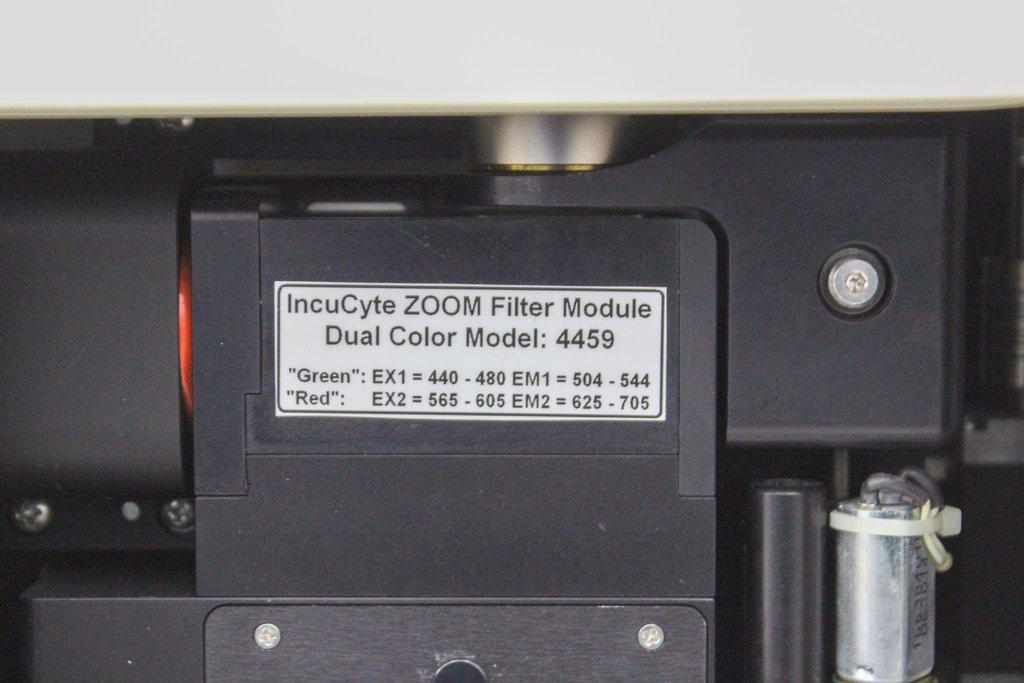 IncuCyte ZOOM Filter Module
Dual Color Model: 4459
"Green": EX1 = 440 - 480 EM1 = 504 - 544
"Red": EX2 = 565 - 605 EM2 = 625 - 705